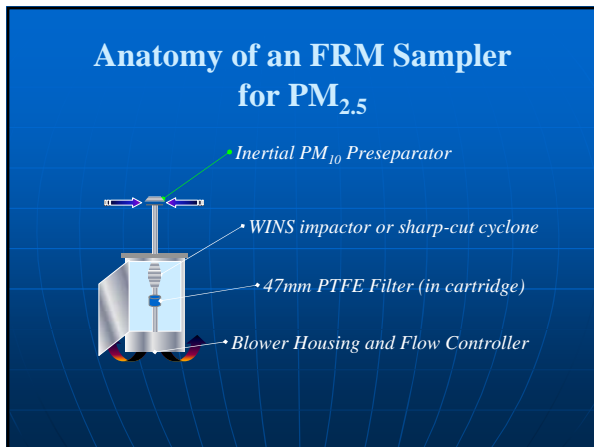 Anatomy of an FRM Sampler
for PM2.5
Inertial PM10 Preseparator
WINS impactor or sharp-cut cyclone
47mm PTFE Filter (in cartridge)
Blower Housing and Flow Controller